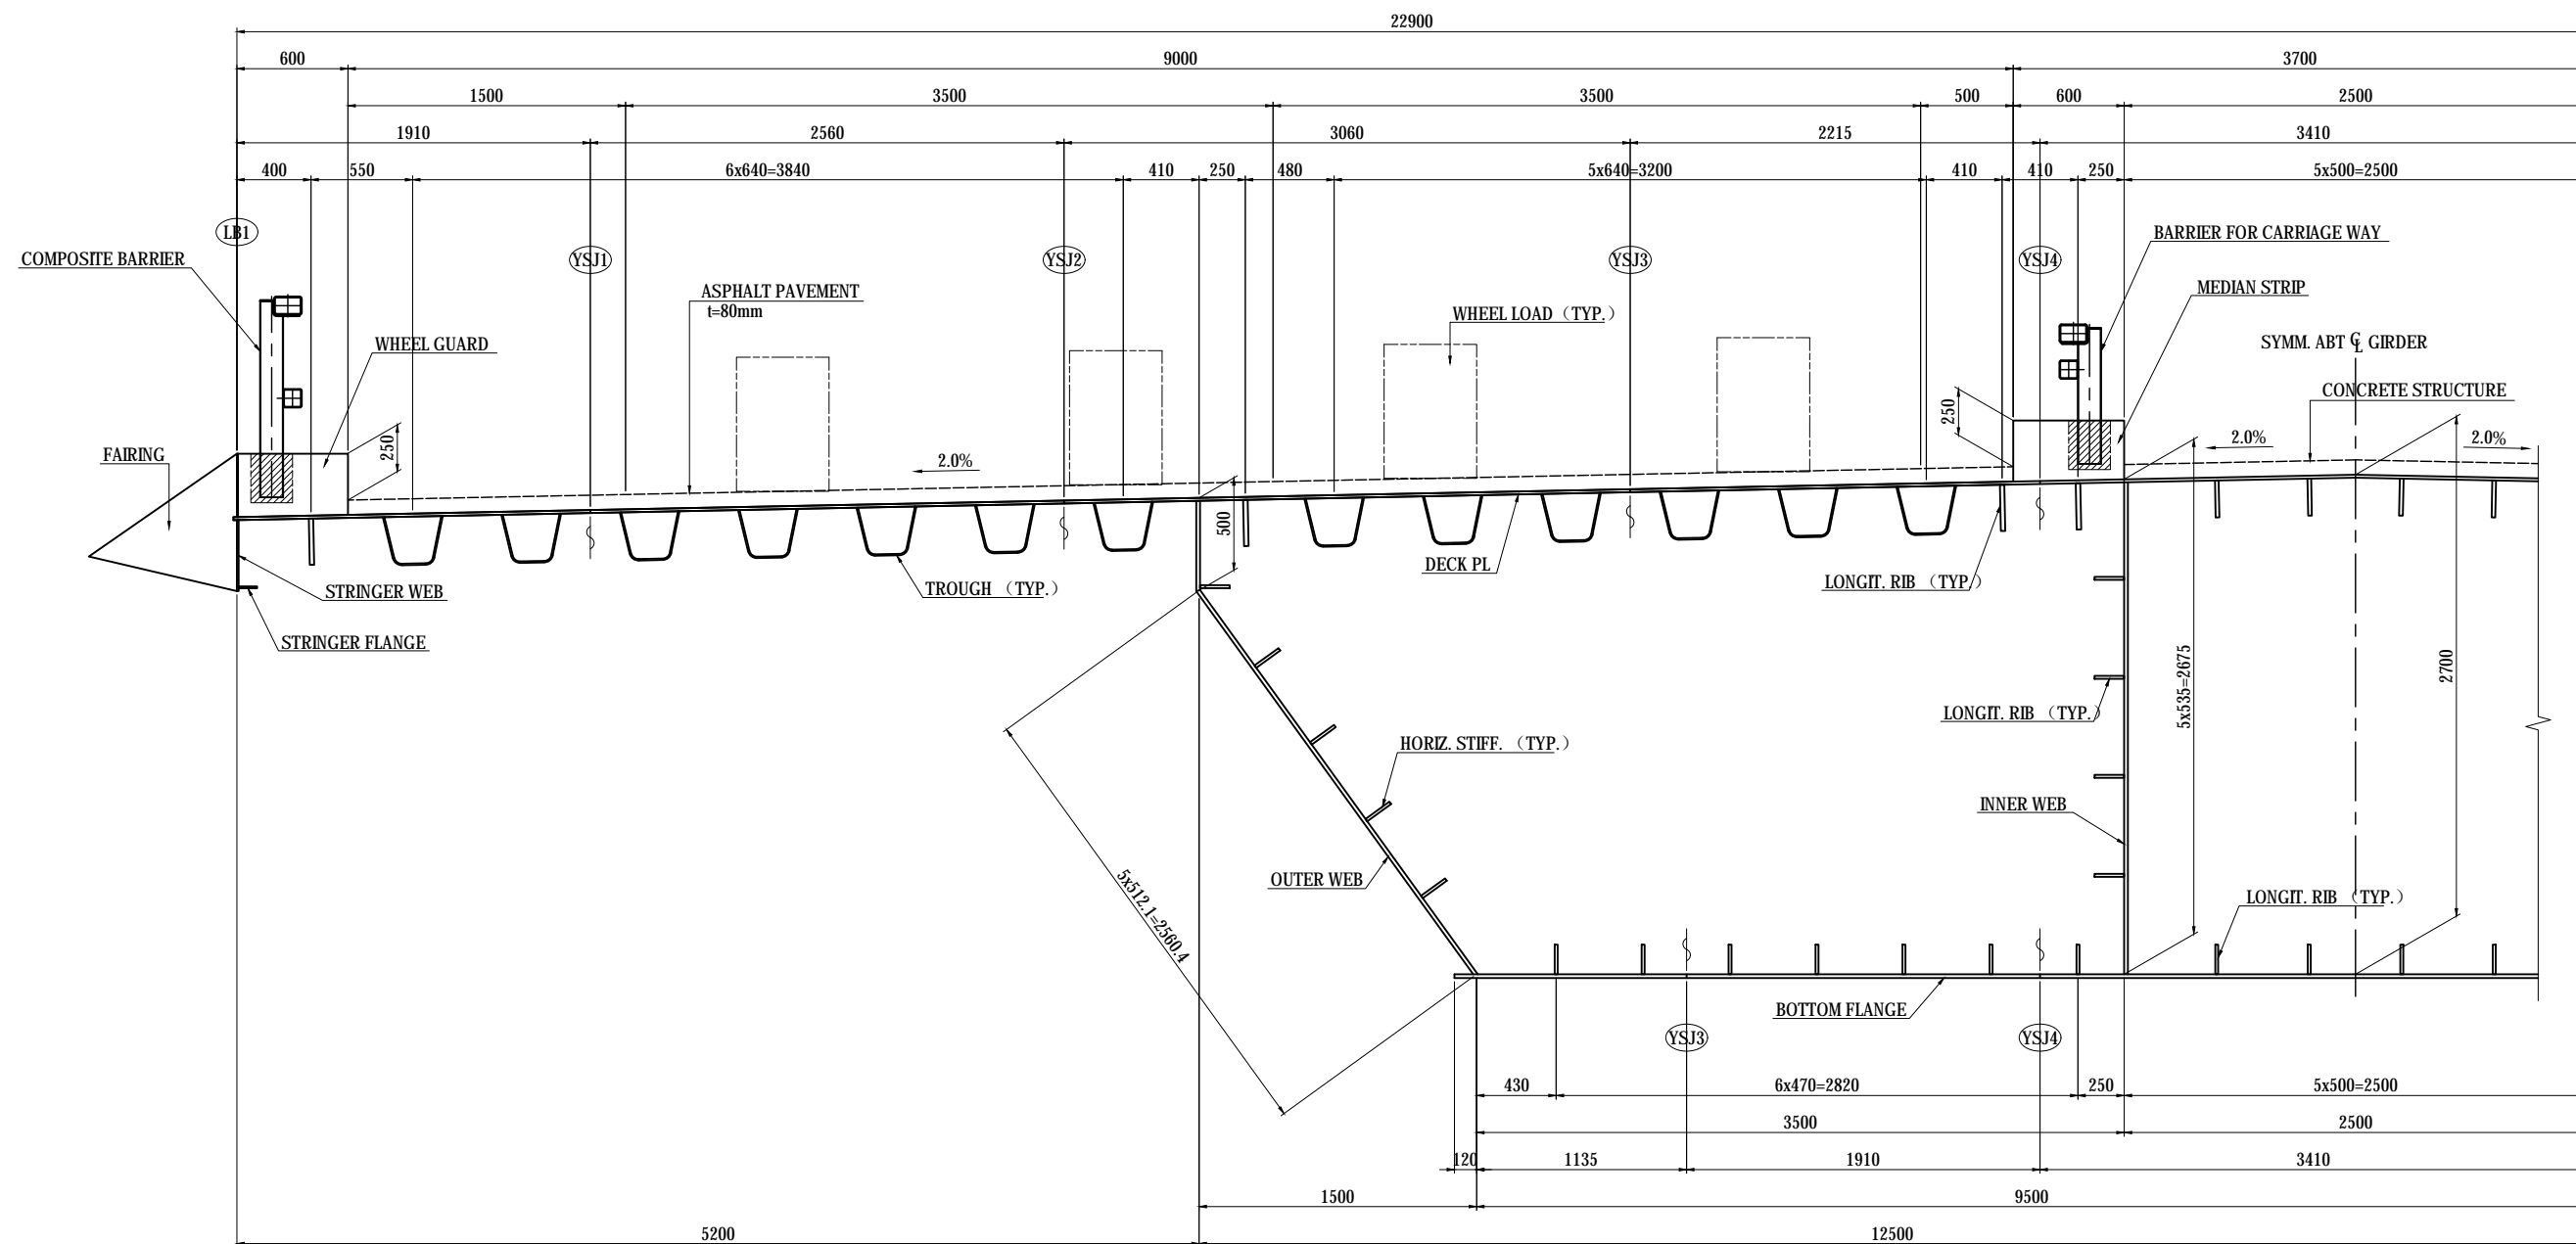 22900
600 9000 3700
1500 3500 3500 500 600 2500
1910 2560 3060 2215 3410
400 550 6x640=3840 410 250 480 5x640=3200 410 410 250 5x500=2500
LB1
BARRIER FOR CARRIAGE WAY
COMPOSITE BARRIER
YSJ1 YSJ2 YSJ3 YSJ4
MEDIAN STRIP
ASPHALT PAVEMENT
t=80mm
WHEEL LOAD（TYP.）
WHEEL GUARD
SYMM. ABT ℄ GIRDER
CONCRETE STRUCTURE
250
250
2.0% 2.0%
FAIRING
2.0%
500
DECK PL
LONGIT. RIB （TYP.）
STRINGER WEB
TROUGH （TYP.）
STRINGER FLANGE
5x535=2675
2700
LONGIT. RIB （TYP.）
HORIZ. STIFF. （TYP.）
INNER WEB
OUTER WEB
5x512.1=2560.4
LONGIT. RIB （TYP.）
BOTTOM FLANGE
YSJ3 YSJ4
430 6x470=2820 250 5x500=2500
3500 2500
120 1135 1910 3410
1500 9500
5200 12500